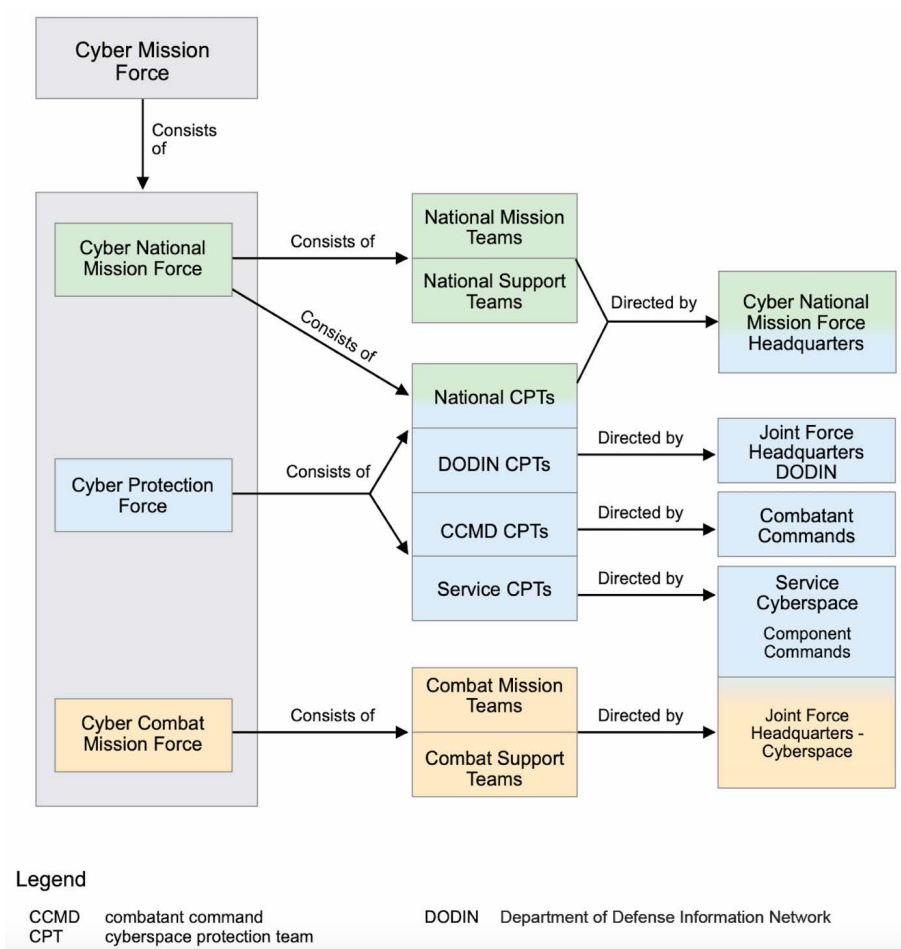 Cyber Mission
Force
Consists
of
Cyber National
Mission Force
Consists of
National Mission
Teams
National Support
Teams
Directed by
Cyber National
Mission Force
Headquarters
Consists of
National CPTs
Cyber Protection
Force
Consists of
DODIN CPTs
Directed by
Joint Force
Headquarters
DODIN
CCMD CPTs
Directed by
Combatant
Commands
Service CPTs
Directed by
Service
Cyberspace
Component
Commands
Cyber Combat
Mission Force
Consists of
Combat Mission
Teams
Combat Support
Teams
Directed by
Joint Force
Headquarters -
Cyberspace
Legend
CCMD combatant command
CPT cyberspace protection team
DODIN Department of Defense Information Network